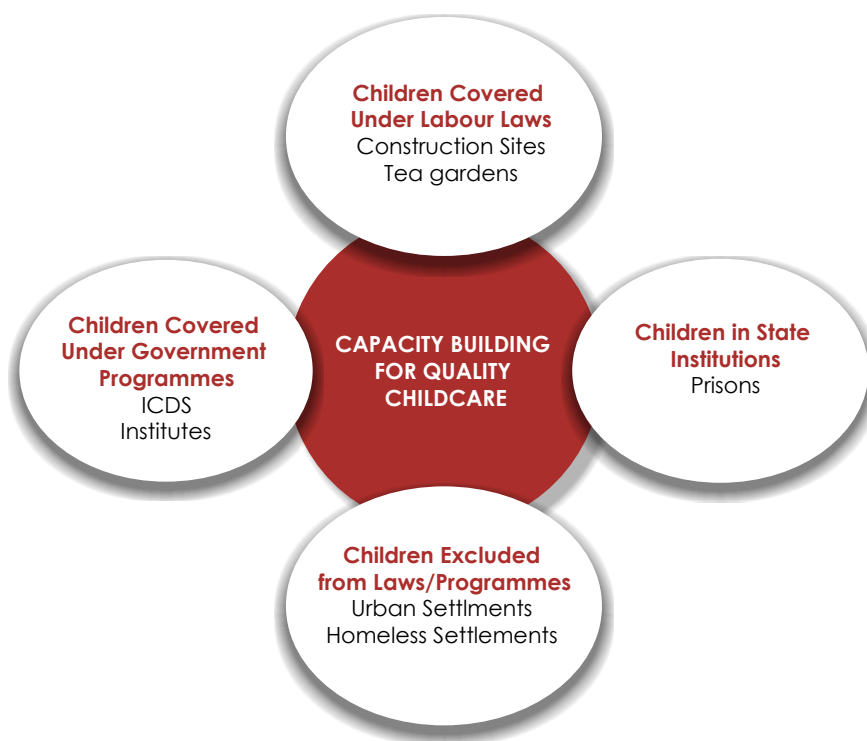 Children Covered
Under Labour Laws
Construction Sites
Tea gardens
Children Covered
Under Government
Programmes
ICDS
Institutes
CAPACITY BUILDING
FOR QUALITY
CHILDCARE
Children in State
Institutions
Prisons
Children Excluded
from Laws/Programmes
Urban Settlments
Homeless Settlements